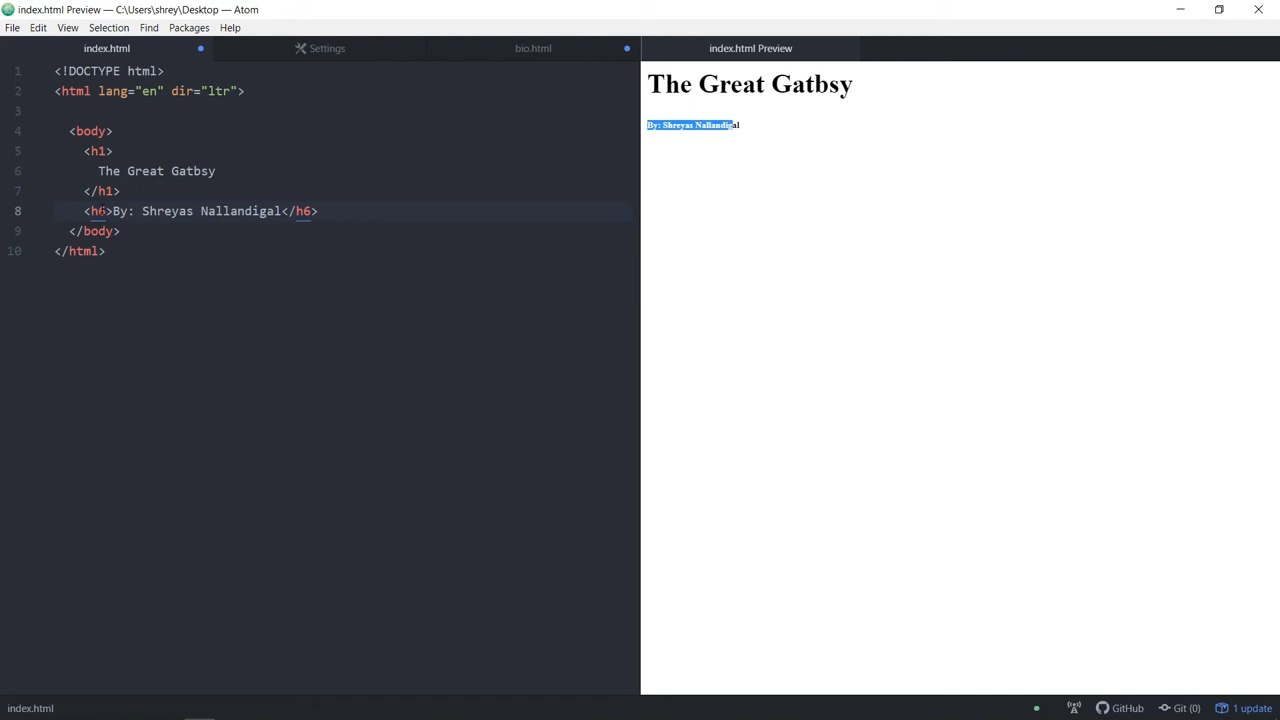 index.html Preview — C:\Users\shrey\Desktop — Atom
File Edit View Selection Find Packages Help
index.html Settings bio.html index.html Preview
1 <!DOCTYPE html>
2 <html lang="en" dir="ltr">
3
4 <body>
5 <h1>
6 The Great Gatbsy
7 </h1>
8 <h6>By: Shreyas Nallandigal</h6>
9 </body>
10 </html>
The Great Gatbsy
By: Shreyas Nallandigal
index.html GitHub Git (0) 1 update